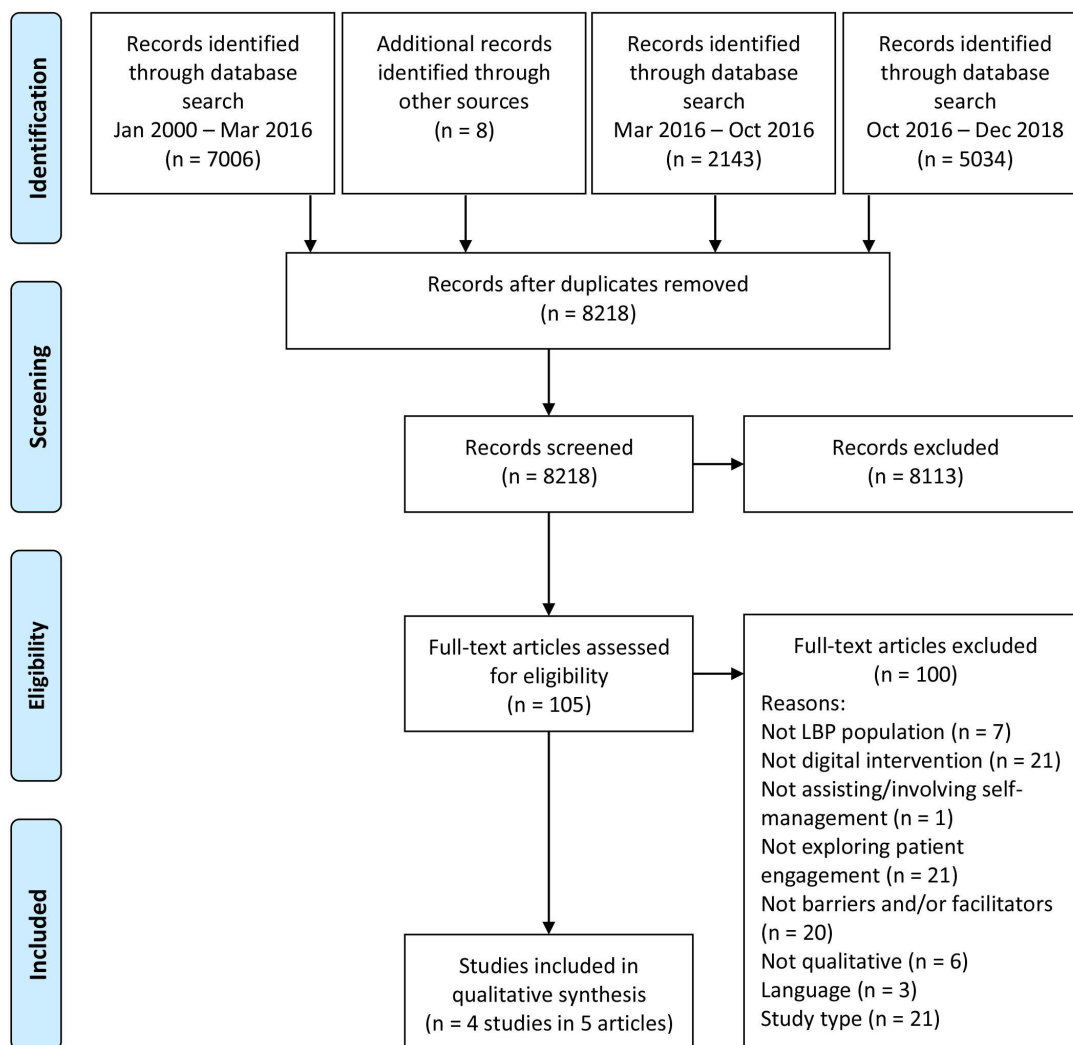 Identification
Records identified
through database
search
Jan 2000 – Mar 2016
(n = 7006)
Additional records
identified through
other sources
(n = 8)
Records identified
through database
search
Mar 2016 – Oct 2016
(n = 2143)
Records identified
through database
search
Oct 2016 – Dec 2018
(n = 5034)
Records after duplicates removed
(n = 8218)
Screening
Records screened
(n = 8218)
Records excluded
(n = 8113)
Eligibility
Full-text articles assessed
for eligibility
(n = 105)
Full-text articles excluded
(n = 100)
Reasons:
Not LBP population (n = 7)
Not digital intervention (n = 21)
Not assisting/involving self-
management (n = 1)
Not exploring patient
engagement (n = 21)
Not barriers and/or facilitators
(n = 20)
Not qualitative (n = 6)
Language (n = 3)
Study type (n = 21)
Included
Studies included in
qualitative synthesis
(n = 4 studies in 5 articles)